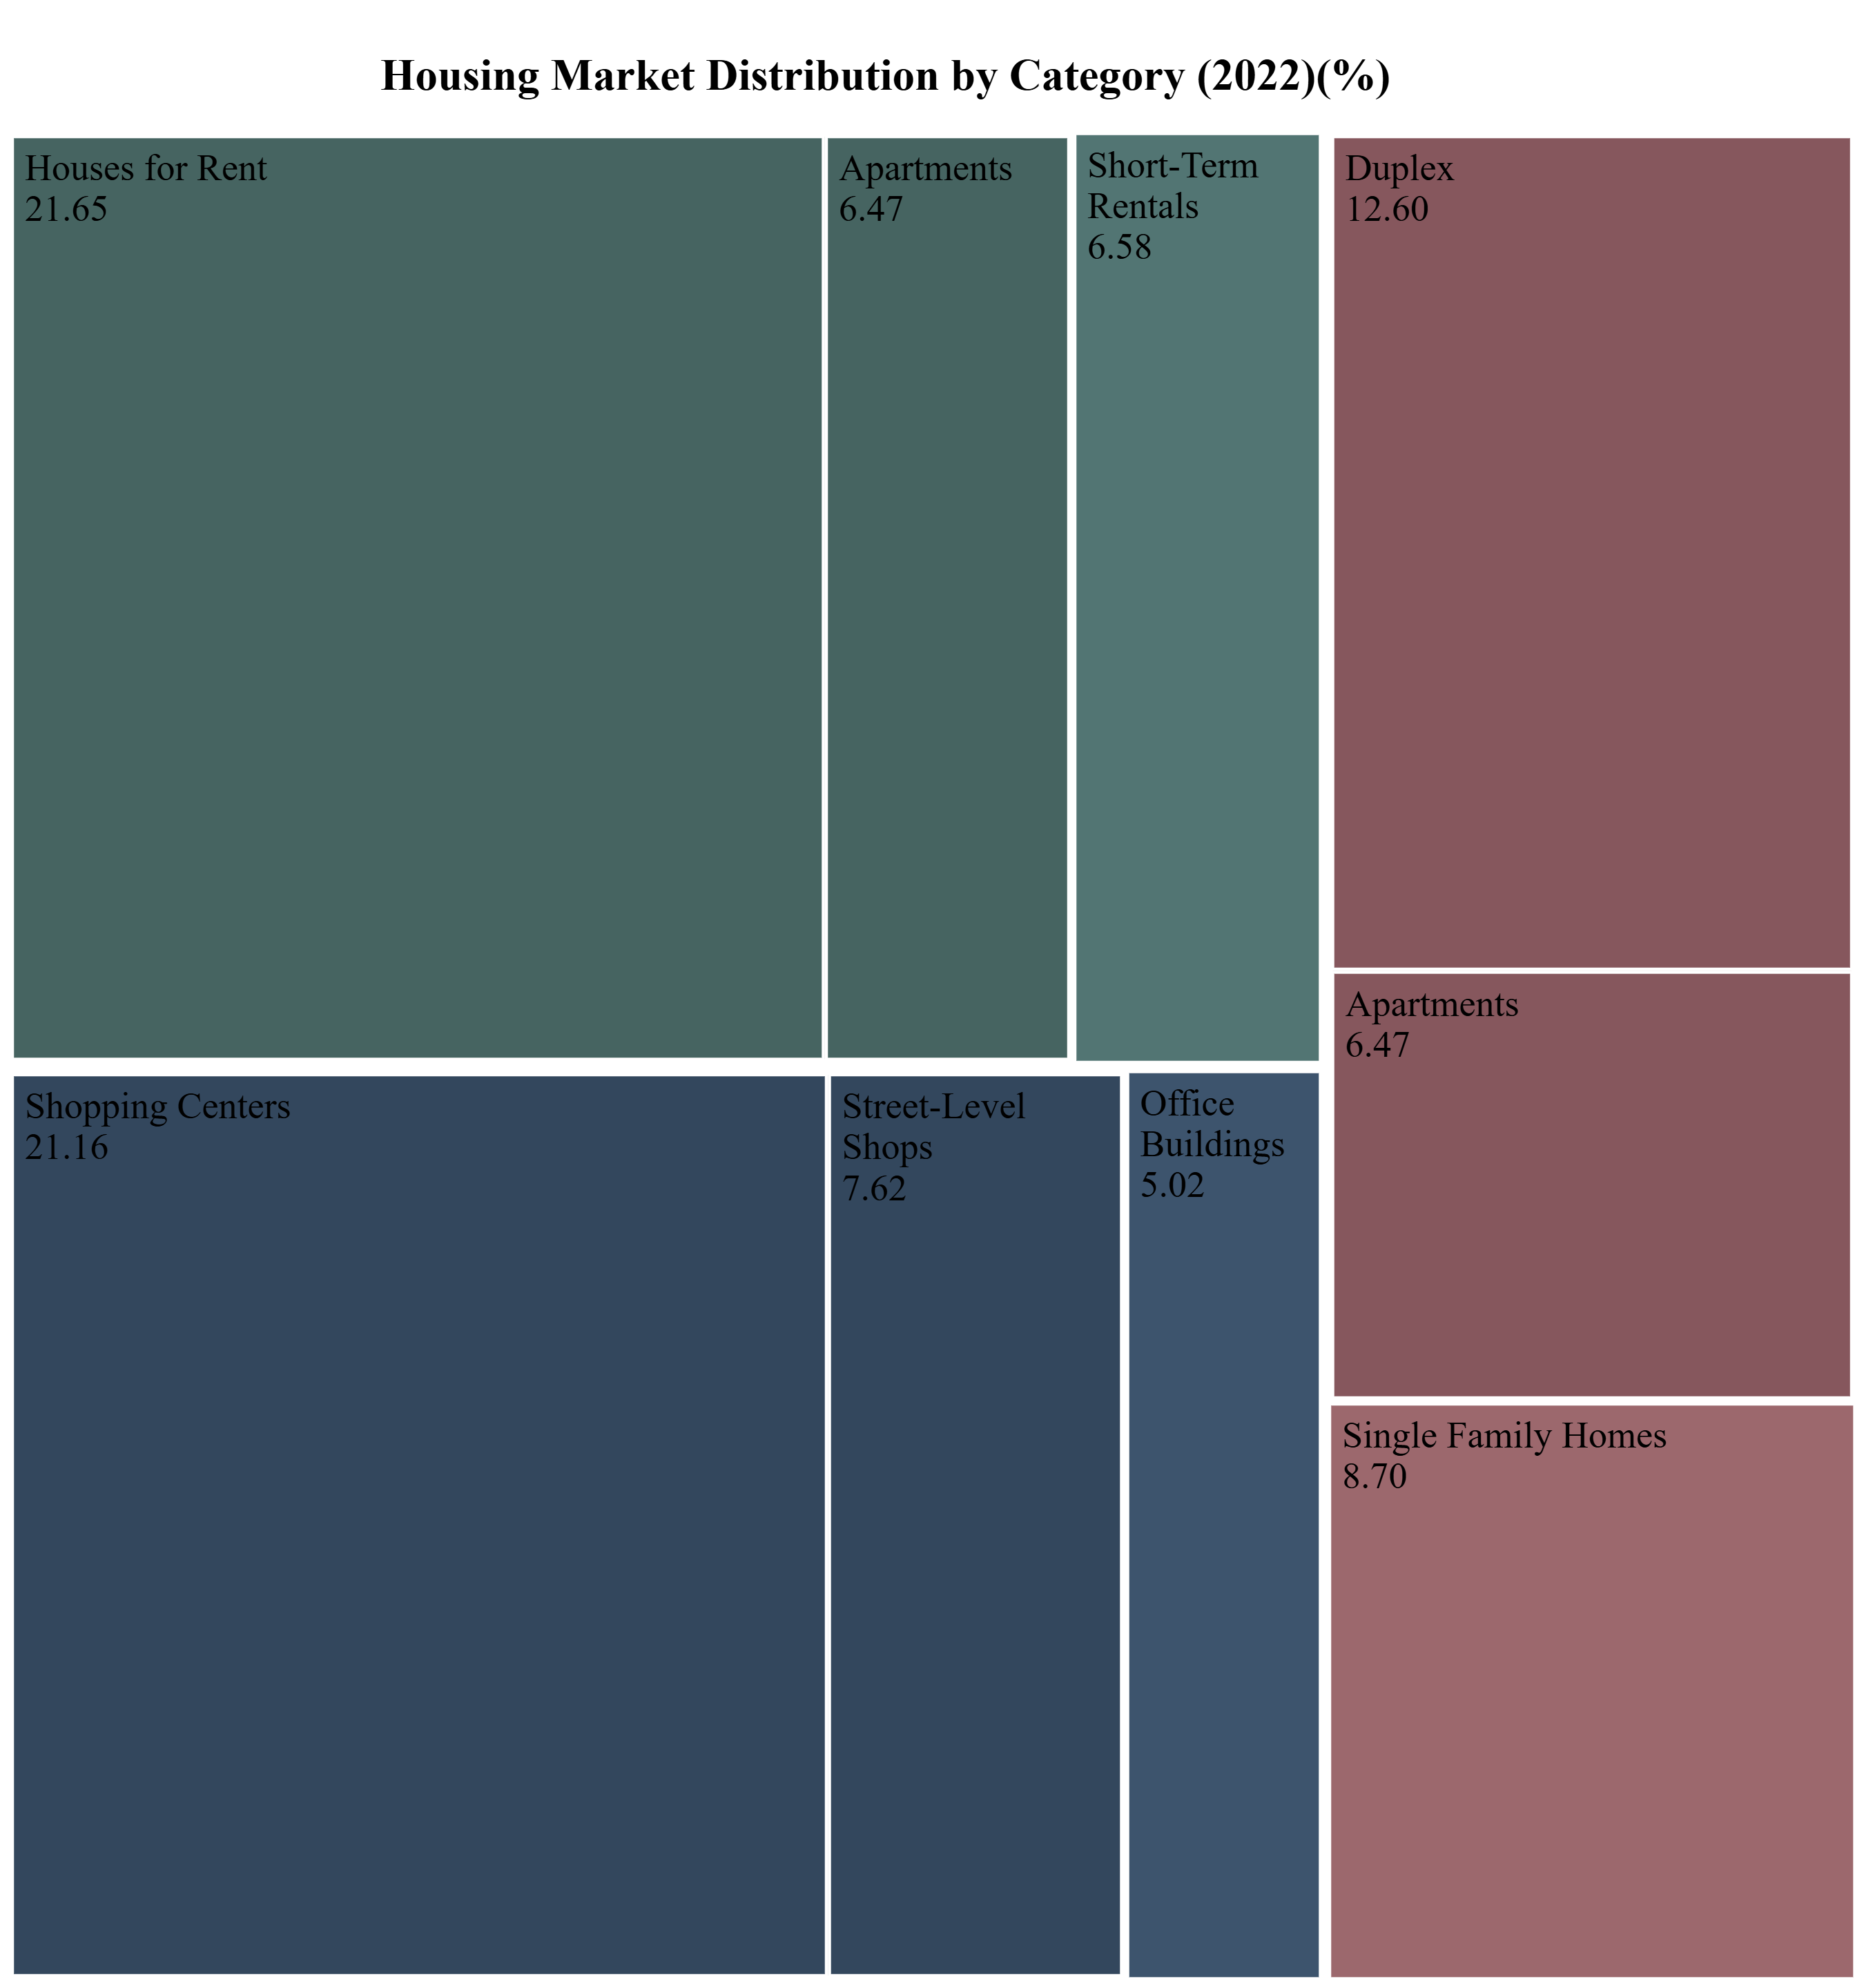 Housing Market Distribution by Category (2022)(%)
Houses for Rent
21.65
Apartments
6.47
Short-Term
Rentals
6.58
Duplex
12.60
Apartments
6.47
Shopping Centers
21.16
Street-Level
Shops
7.62
Office
Buildings
5.02
Single Family Homes
8.70